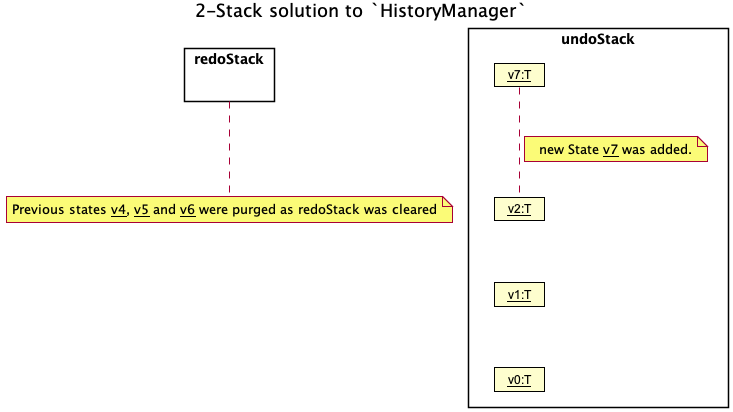 2-Stack solution to `HistoryManager`
redoStack
undoStack
v7:T
new State v7 was added.
Previous states v4, v5 and v6 were purged as redoStack was cleared
v2:T
v1:T
v0:T